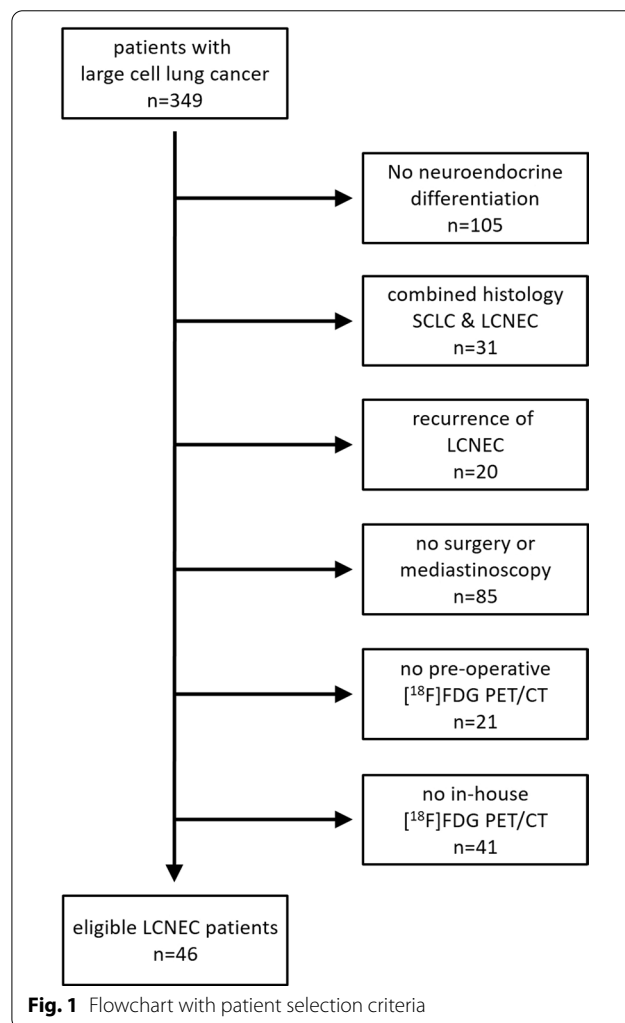 patients with
large cell lung cancer
n=349
No neuroendocrine
differentiation
n=105
combined histology
SCLC & LCNEC
n=31
recurrence of
LCNEC
n=20
no surgery or
mediastinoscopy
n=85
no pre-operative
[¹⁸F]FDG PET/CT
n=21
no in-house
[¹⁸F]FDG PET/CT
n=41
eligible LCNEC patients
n=46
Fig. 1 Flowchart with patient selection criteria